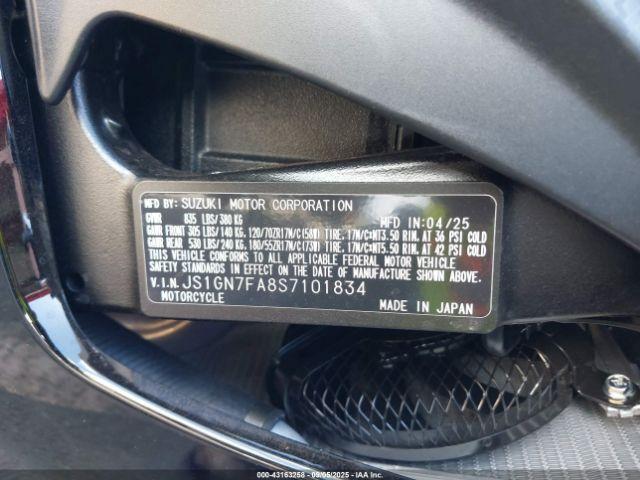 MFD BY: SUZUKI MOTOR CORPORATION
GVWR 835 LBS/380 KG MFD IN:04/25
GAWR FRONT 305 LBS/140 KG. 120/70ZR17M/C(58W) TIRE. 17M/C×MT3.50 RIM. AT 36 PSI COLD
GAWR REAR 530 LBS/240 KG. 180/55ZR17M/C(73W) TIRE. 17M/C×MT5.50 RIM. AT 42 PSI COLD
THIS VEHICLE CONFORMS TO ALL APPLICABLE FEDERAL MOTOR VEHICLE
SAFETY STANDARDS IN EFFECT ON THE DATE OF MANUFACTURE SHOWN ABOVE.
V.I.N. JS1GN7FA8S7101834
MOTORCYCLE MADE IN JAPAN
000-43163258 - 09/05/2025 - IAAI.COM